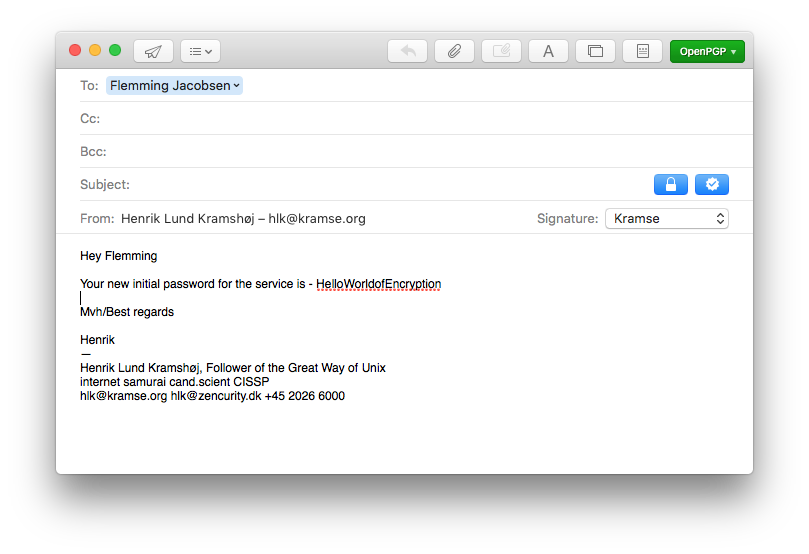 OpenPGP
To: Flemming Jacobsen
Cc:
Bcc:
Subject:
From: Henrik Lund Kramshøj – hlk@kramse.org Signature: Kramse
Hey Flemming
Your new initial password for the service is - HelloWorldofEncryption
Mvh/Best regards
Henrik
—
Henrik Lund Kramshøj, Follower of the Great Way of Unix
internet samurai cand.scient CISSP
hlk@kramse.org hlk@zencurity.dk +45 2026 6000